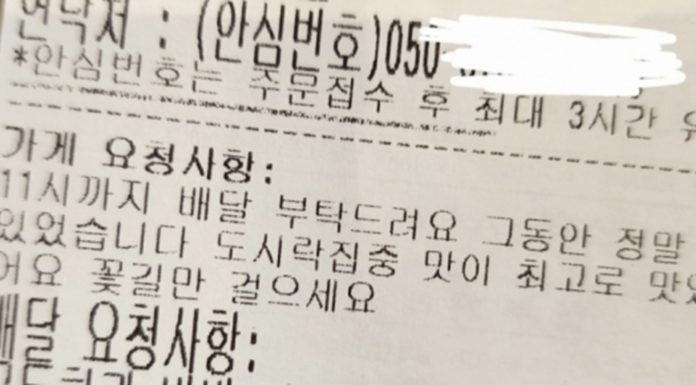 연락처 : (안심번호)050-
*안심번호는 주문접수 후 최대 3시간
가게 요청사항:
11시까지 배달 부탁드려요 그동안 정말
있었습니다 도시락집중 맛이 최고로 맛있
어요 꽃길만 걸으세요
배달 요청사항: